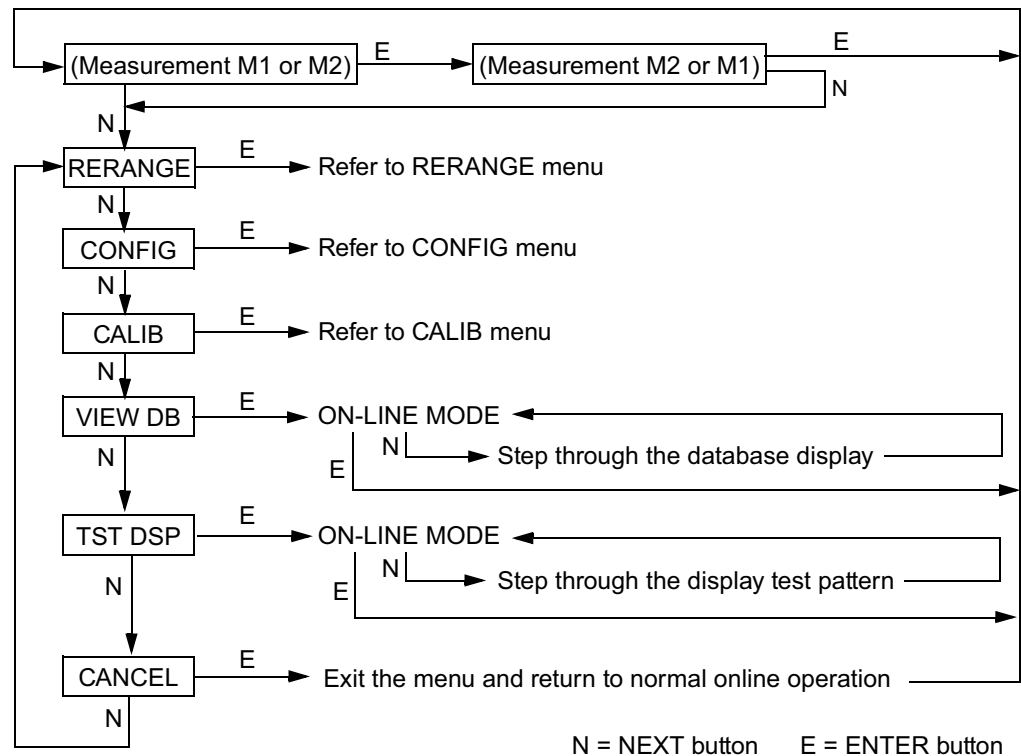 (Measurement M1 or M2) E (Measurement M2 or M1) E
N
N
RERANGE E Refer to RERANGE menu
N
CONFIG E Refer to CONFIG menu
N
CALIB E Refer to CALIB menu
N
VIEW DB E ON-LINE MODE
N Step through the database display
N E
TST DSP E ON-LINE MODE
N Step through the display test pattern
N E
CANCEL E Exit the menu and return to normal online operation
N
N = NEXT button E = ENTER button